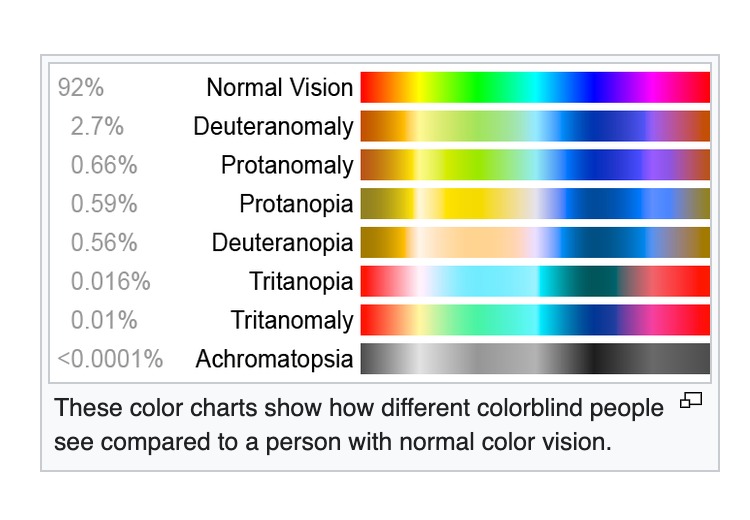 92% Normal Vision
2.7% Deuteranomaly
0.66% Protanomaly
0.59% Protanopia
0.56% Deuteranopia
0.016% Tritanopia
0.01% Tritanomaly
<0.0001% Achromatopsia
These color charts show how different colorblind people
see compared to a person with normal color vision.